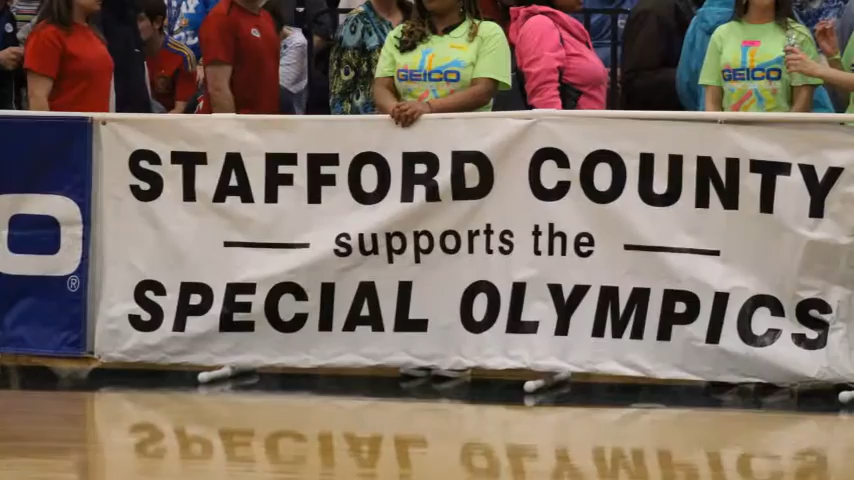 GEICO GEICO
STAFFORD COUNTY
supports the
SPECIAL OLYMPICS
O®